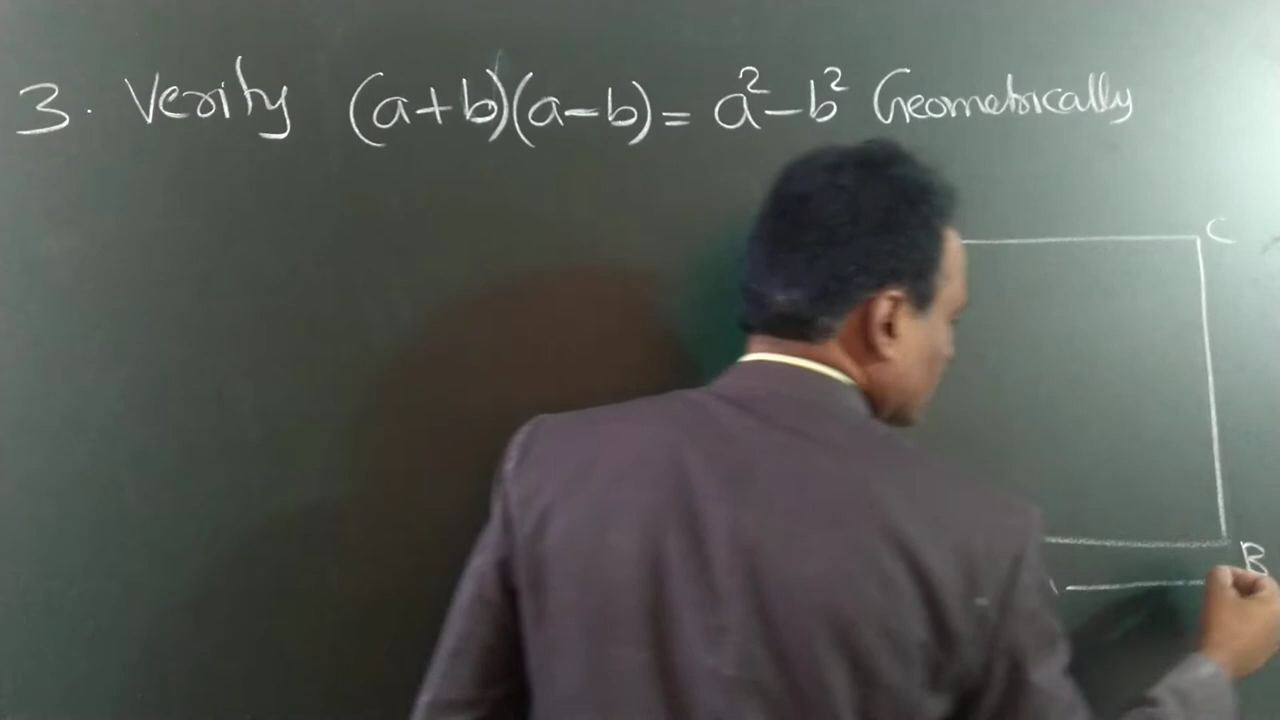 3. Verify (a+b)(a-b) = a²-b² Geometrically
C
B